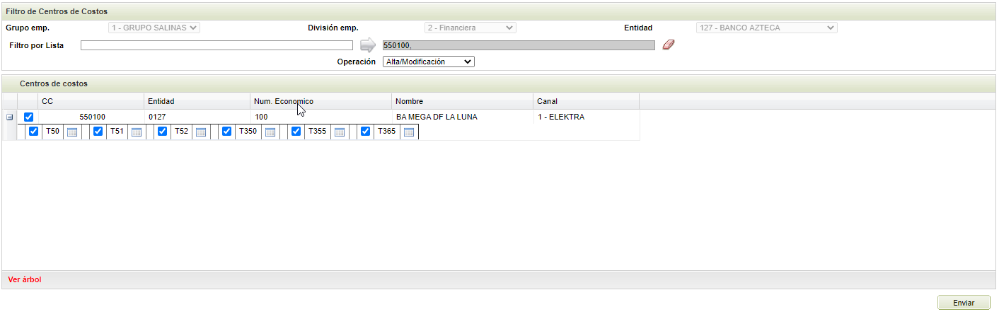 Filtro de Centros de Costos
Grupo emp. 1 - GRUPO SALINAS División emp. 2 - Financiera Entidad 127 - BANCO AZTECA
Filtro por Lista 550100,
Operación Alta/Modificación
Centros de costos
CC Entidad Num. Economico Nombre Canal
550100 0127 100 BA MEGA DF LA LUNA 1 - ELEKTRA
T50 T51 T52 T350 T355 T365
Ver árbol
Enviar